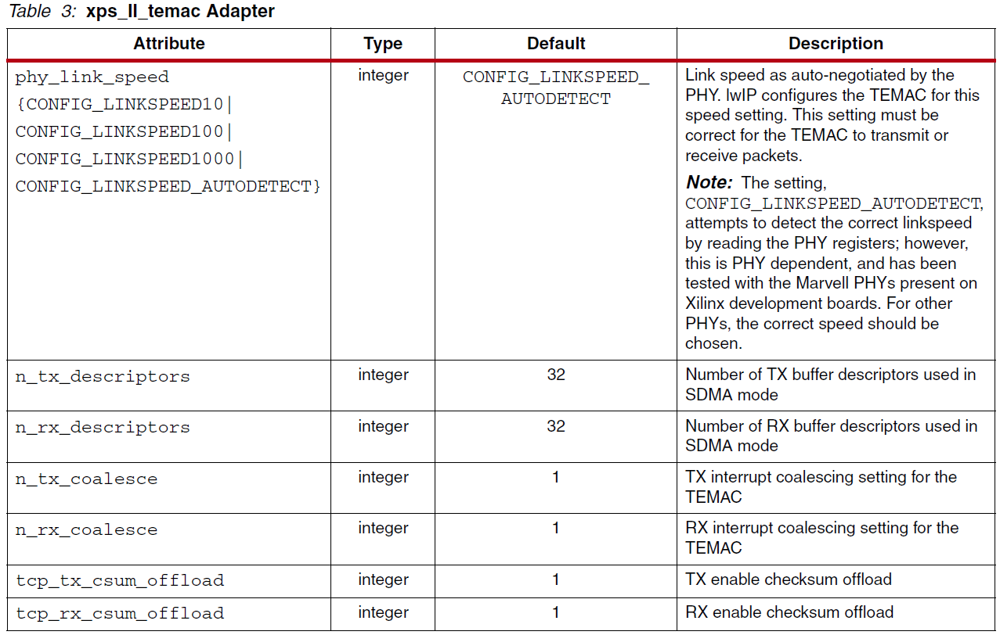 Table 3: xps_ll_temac Adapter
Attribute Type Default Description
phy_link_speed
{CONFIG_LINKSPEED10|
CONFIG_LINKSPEED100|
CONFIG_LINKSPEED1000|
CONFIG_LINKSPEED_AUTODETECT}
integer
CONFIG_LINKSPEED_
AUTODETECT
Link speed as auto-negotiated by the
PHY. lwIP configures the TEMAC for this
speed setting. This setting must be
correct for the TEMAC to transmit or
receive packets.
Note: The setting,
CONFIG_LINKSPEED_AUTODETECT,
attempts to detect the correct linkspeed
by reading the PHY registers; however,
this is PHY dependent, and has been
tested with the Marvell PHYs present on
Xilinx development boards. For other
PHYs, the correct speed should be
chosen.
n_tx_descriptors integer 32 Number of TX buffer descriptors used in
SDMA mode
n_rx_descriptors integer 32 Number of RX buffer descriptors used in
SDMA mode
n_tx_coalesce integer 1 TX interrupt coalescing setting for the
TEMAC
n_rx_coalesce integer 1 RX interrupt coalescing setting for the
TEMAC
tcp_tx_csum_offload integer 1 TX enable checksum offload
tcp_rx_csum_offload integer 1 RX enable checksum offload